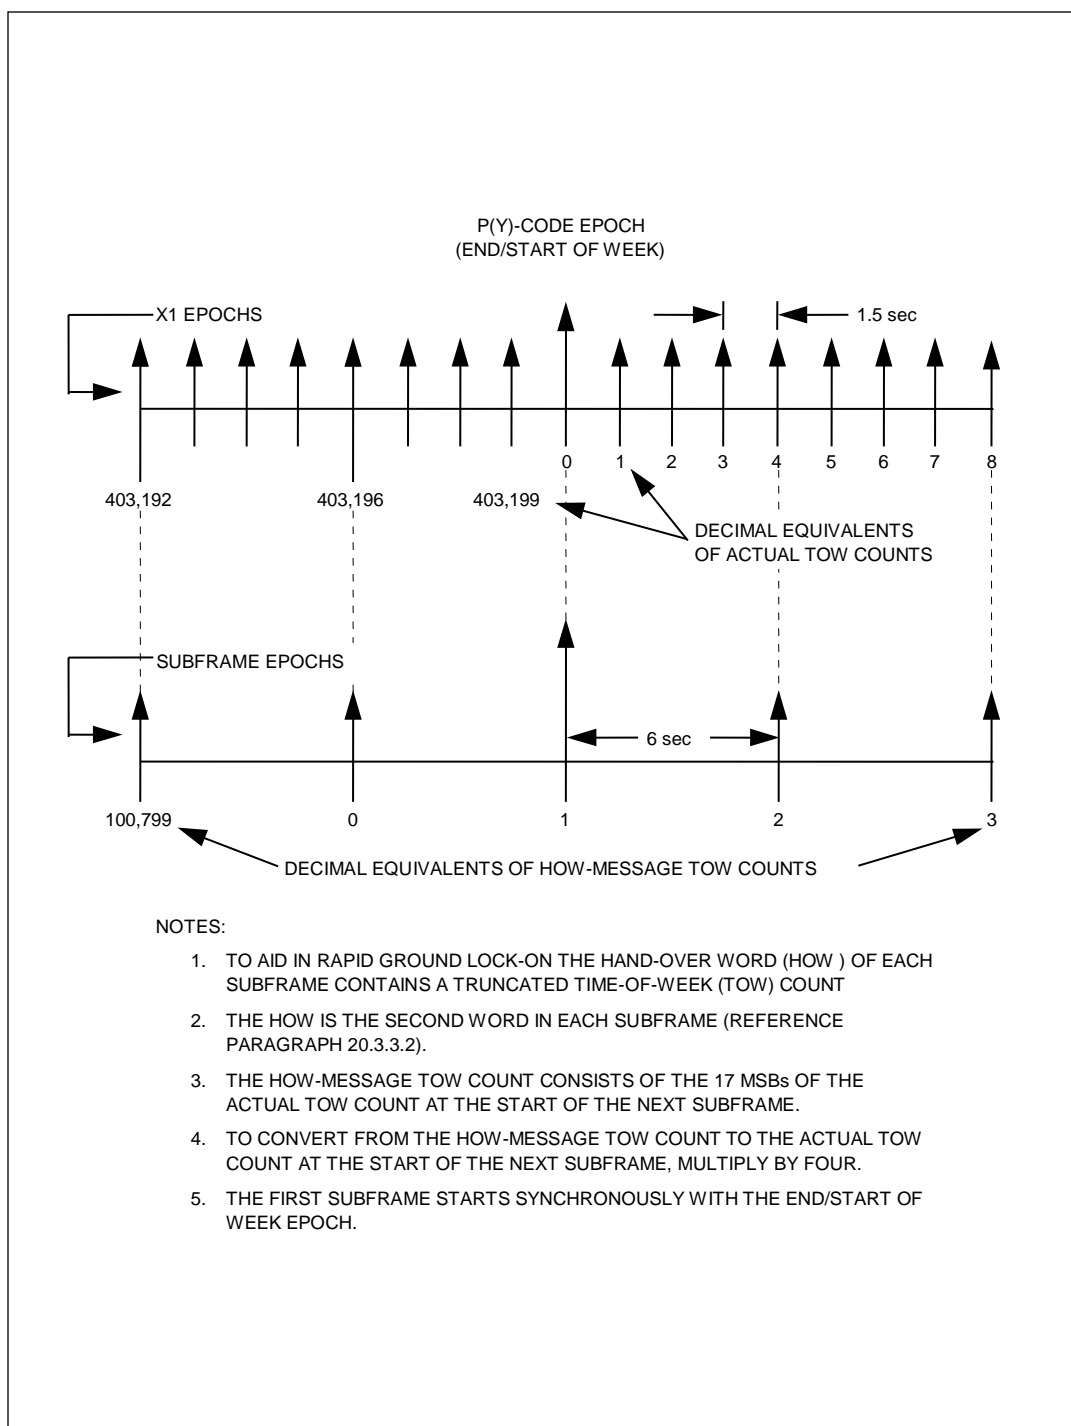 P(Y)-CODE EPOCH
(END/START OF WEEK)
X1 EPOCHS
1.5 sec
0 1 2 3 4 5 6 7 8
403,192 403,196 403,199
DECIMAL EQUIVALENTS
OF ACTUAL TOW COUNTS
SUBFRAME EPOCHS
6 sec
100,799 0 1 2 3
DECIMAL EQUIVALENTS OF HOW-MESSAGE TOW COUNTS
NOTES:
1. TO AID IN RAPID GROUND LOCK-ON THE HAND-OVER WORD (HOW ) OF EACH
SUBFRAME CONTAINS A TRUNCATED TIME-OF-WEEK (TOW) COUNT
2. THE HOW IS THE SECOND WORD IN EACH SUBFRAME (REFERENCE
PARAGRAPH 20.3.3.2).
3. THE HOW-MESSAGE TOW COUNT CONSISTS OF THE 17 MSBs OF THE
ACTUAL TOW COUNT AT THE START OF THE NEXT SUBFRAME.
4. TO CONVERT FROM THE HOW-MESSAGE TOW COUNT TO THE ACTUAL TOW
COUNT AT THE START OF THE NEXT SUBFRAME, MULTIPLY BY FOUR.
5. THE FIRST SUBFRAME STARTS SYNCHRONOUSLY WITH THE END/START OF
WEEK EPOCH.